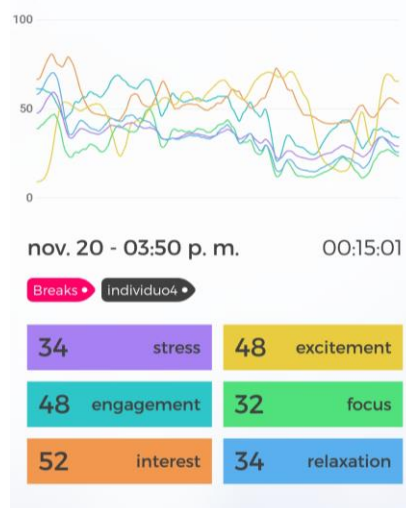 100
50
0
nov. 20 - 03:50 p. m. 00:15:01
Breaks individuo4
34 stress 48 excitement
48 engagement 32 focus
52 interest 34 relaxation